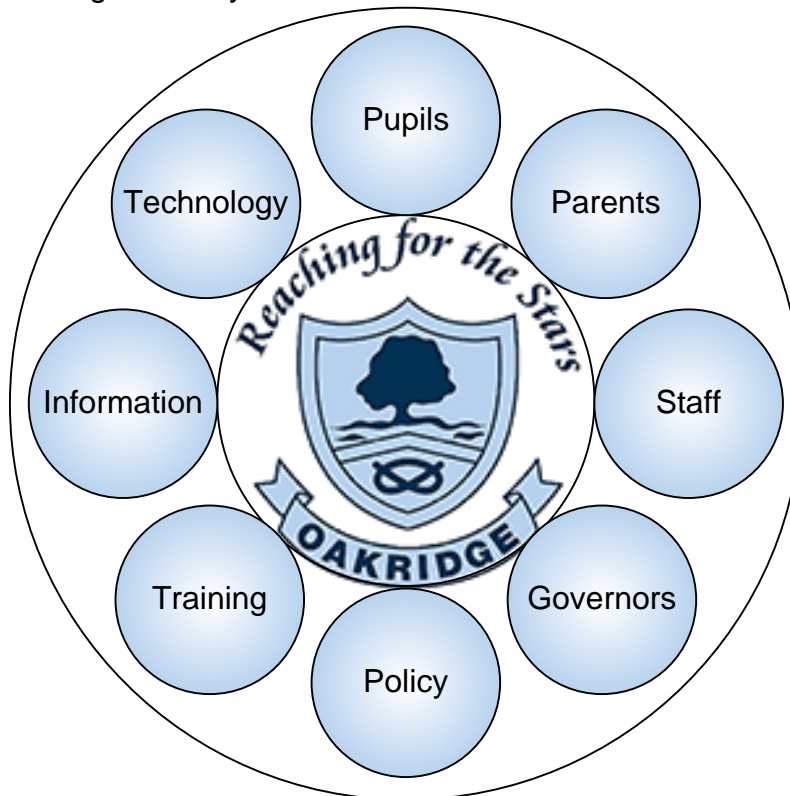 Pupils
Technology
Parents
Reaching for the Stars
Information
Staff
OAKRIDGE
Training
Governors
Policy